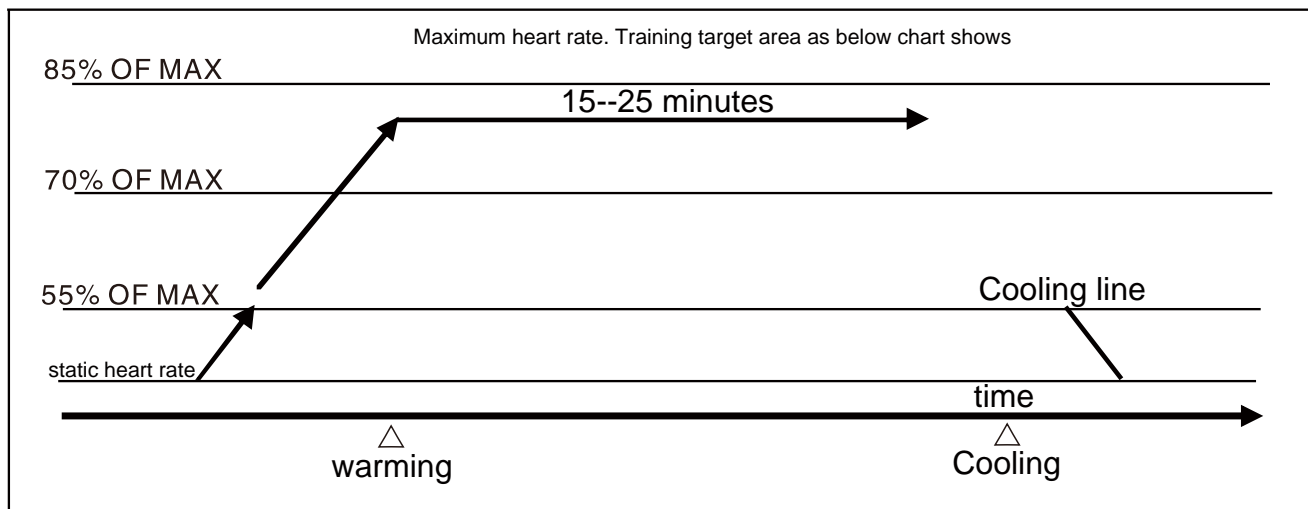 Maximum heart rate. Training target area as below chart shows
85% OF MAX
15--25 minutes
70% OF MAX
55% OF MAX
Cooling line
static heart rate
time
warming
Cooling